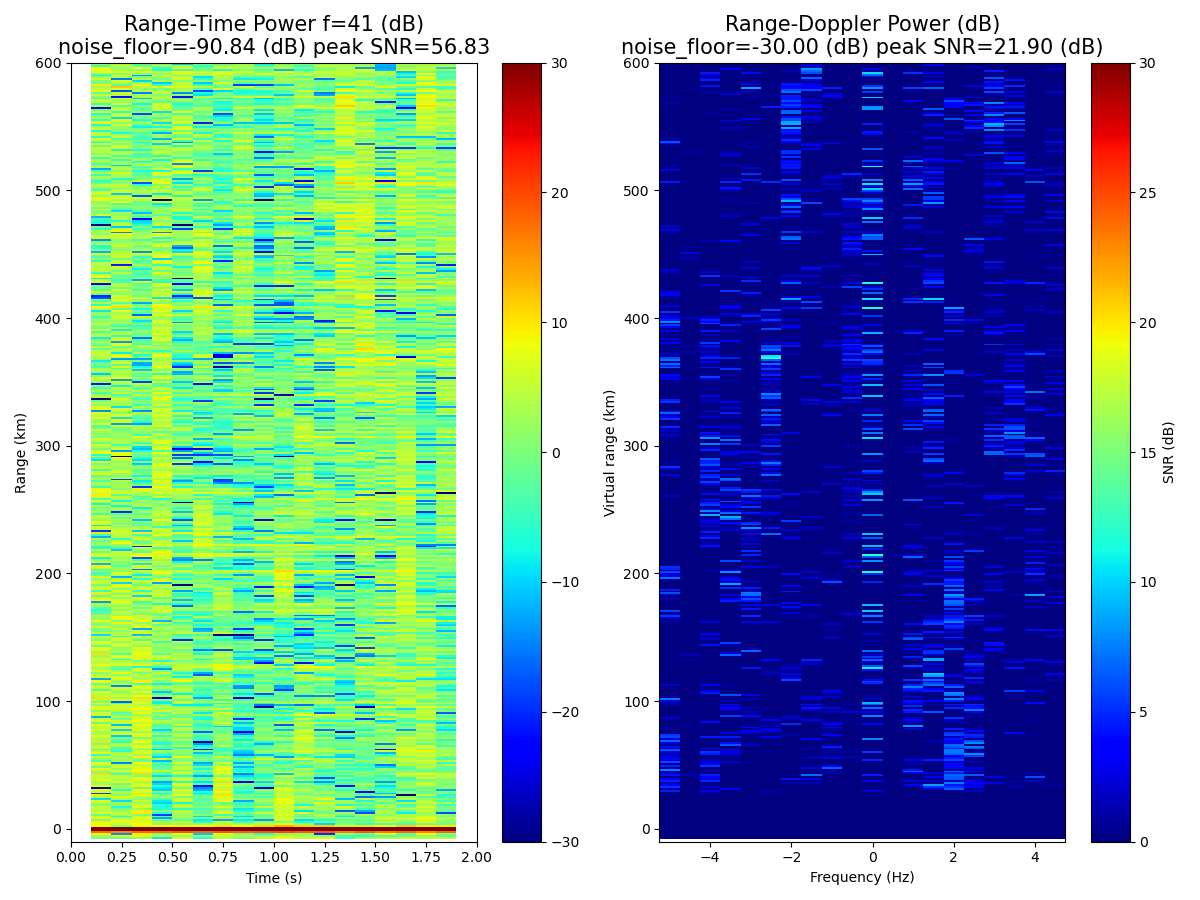 Range-Time Power f=41 (dB)
noise_floor=-90.84 (dB) peak SNR=56.83
Range (km)
600
500
400
300
200
100
0
0.00 0.25 0.50 0.75 1.00 1.25 1.50 1.75 2.00
Time (s)
30
20
10
0
−10
−20
−30
Range-Doppler Power (dB)
noise_floor=-30.00 (dB) peak SNR=21.90 (dB)
Virtual range (km)
600
500
400
300
200
100
0
−4 −2 0 2 4
Frequency (Hz)
30
25
20
15
10
5
0
SNR (dB)